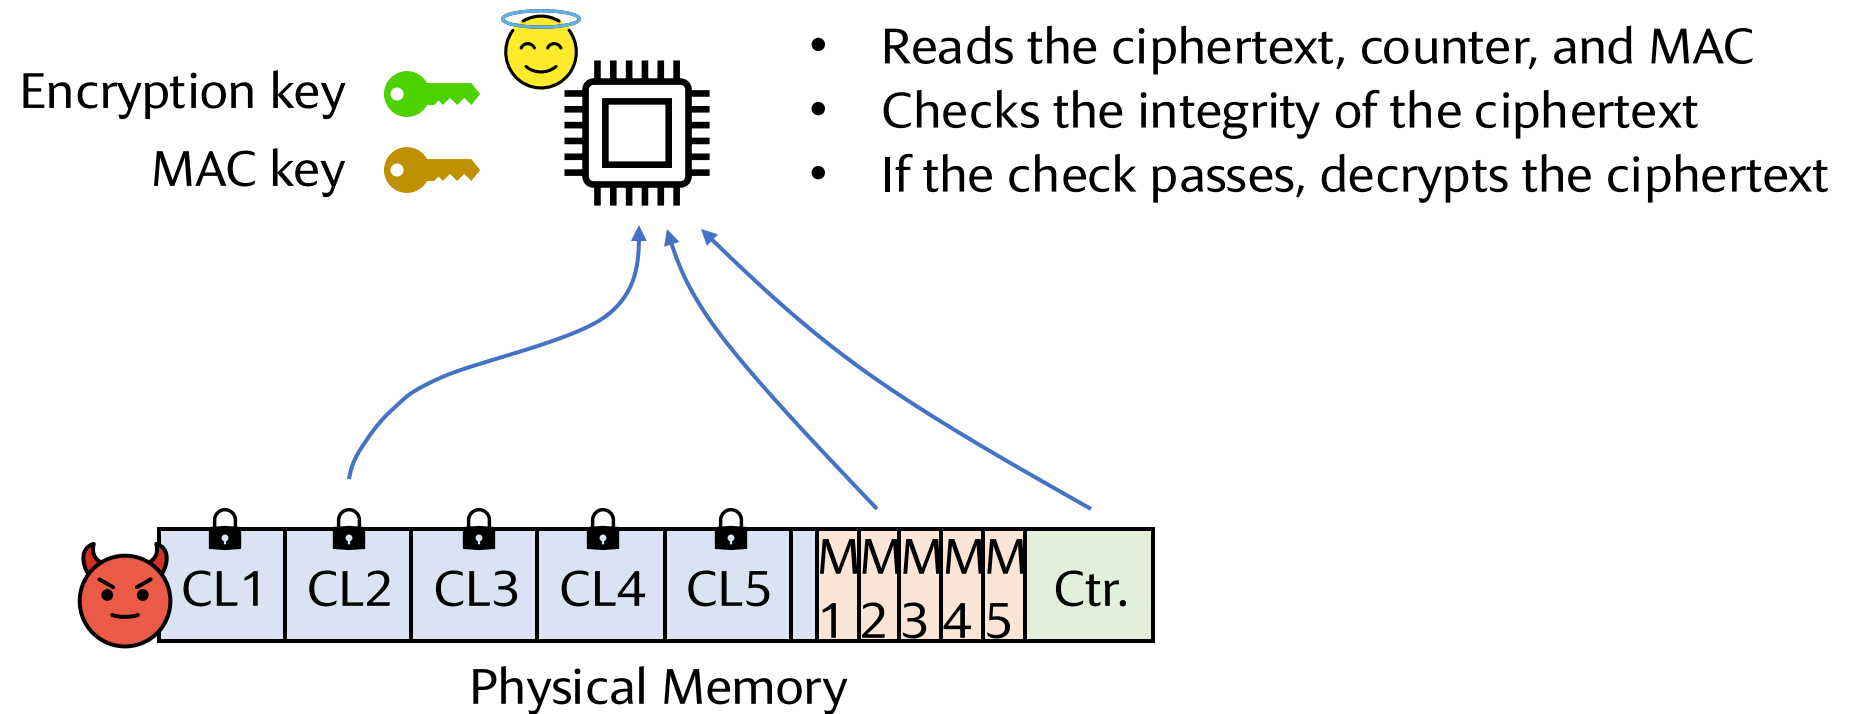 Encryption key
MAC key
• Reads the ciphertext, counter, and MAC
• Checks the integrity of the ciphertext
• If the check passes, decrypts the ciphertext
CL1 CL2 CL3 CL4 CL5 M1 M2 M3 M4 M5 Ctr.
Physical Memory